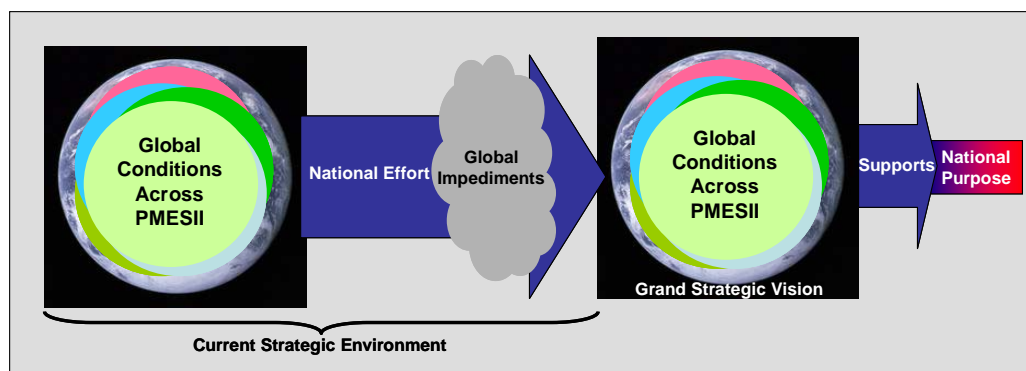 Global
Conditions
Across
PMESII
National Effort
Global
Impediments
Global
Conditions
Across
PMESII
Grand Strategic Vision
Supports
National
Purpose
Current Strategic Environment